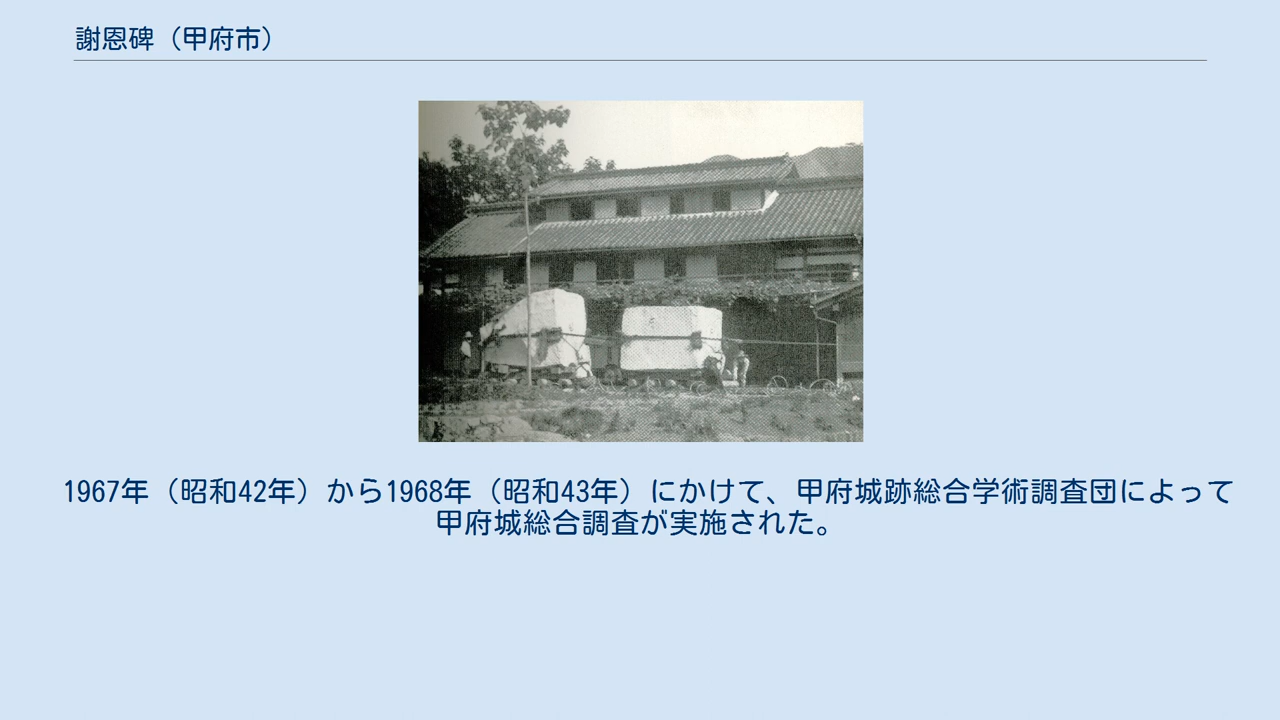 謝恩碑（甲府市）
1967年（昭和42年）から1968年（昭和43年）にかけて、甲府城跡総合学術調査団によって
甲府城総合調査が実施された。